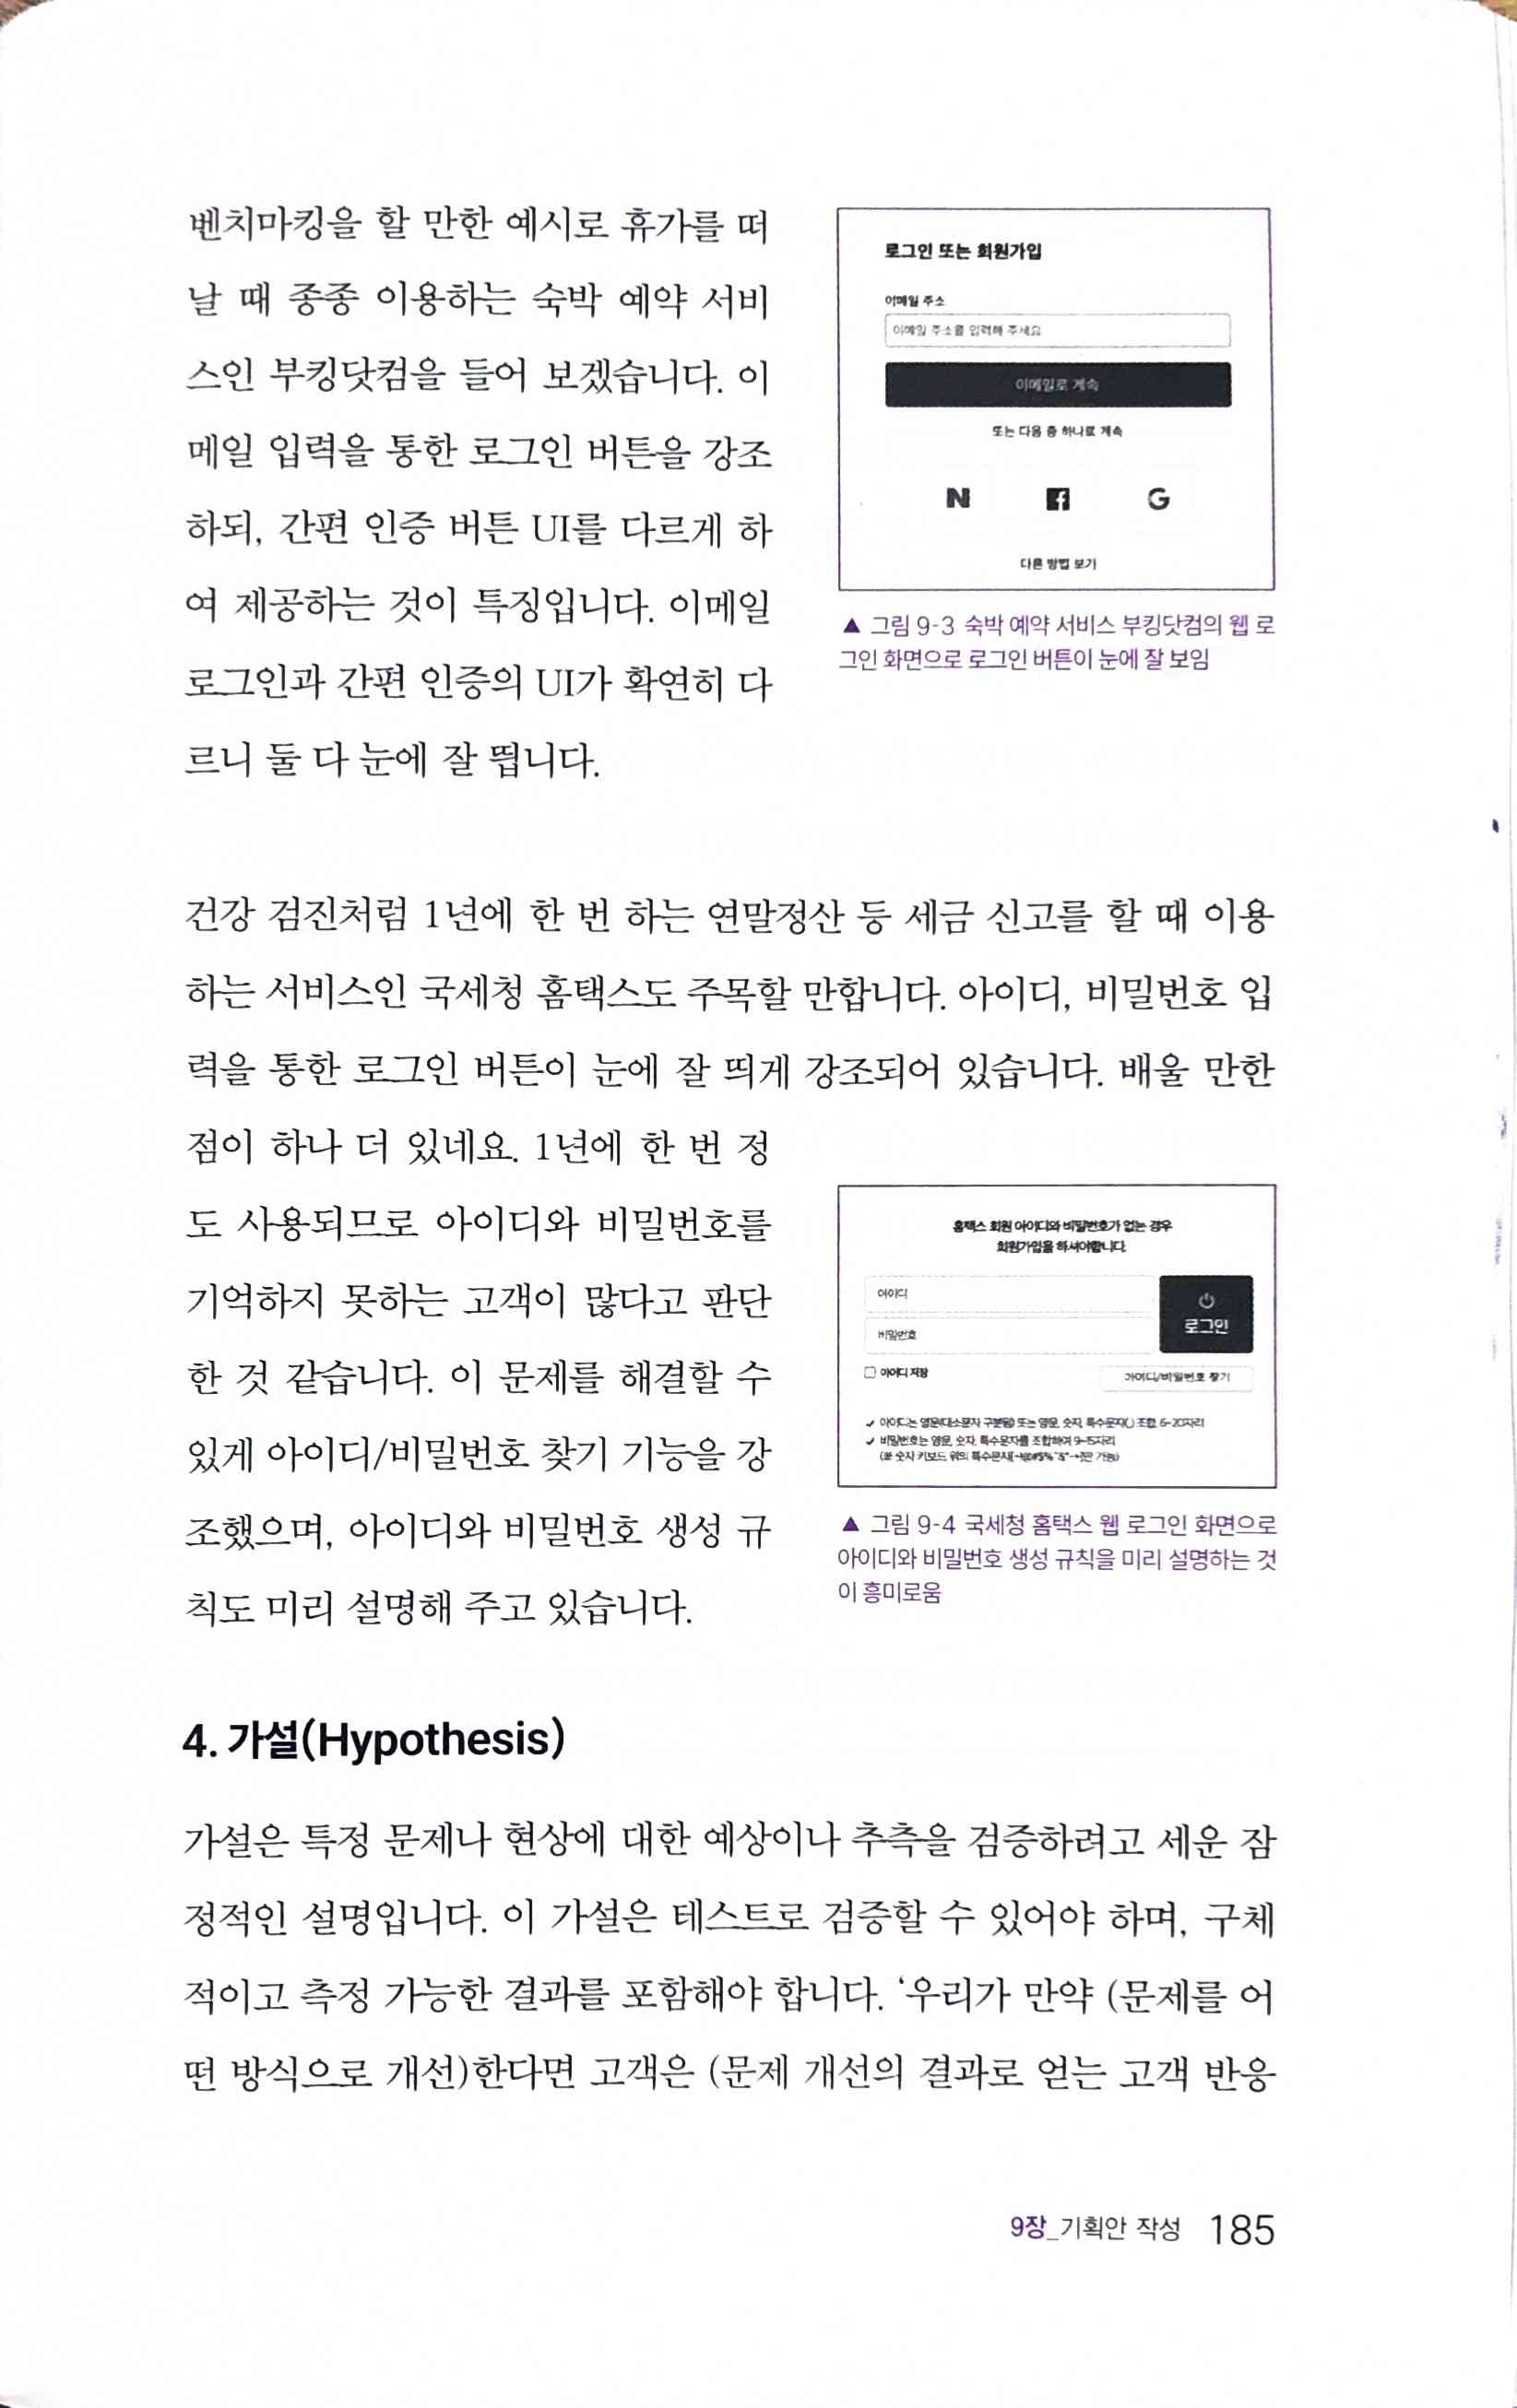 벤치마킹을 할 만한 예시로 휴가를 떠
날 때 종종 이용하는 숙박 예약 서비
스인 부킹닷컴을 들어 보겠습니다. 이
메일 입력을 통한 로그인 버튼을 강조
하되, 간편 인증 버튼 UI를 다르게 하
여 제공하는 것이 특징입니다. 이메일
로그인과 간편 인증의 UI가 확연히 다
르니 둘 다 눈에 잘 띕니다.
로그인 또는 회원가입
이메일 주소
이메일 주소를 입력해 주세요
이메일로 계속
또는 다음 중 하나로 계속
N f G
다른 방법 보기
▲ 그림 9-3 숙박 예약 서비스 부킹닷컴의 웹 로
그인 화면으로 로그인 버튼이 눈에 잘 보임
건강 검진처럼 1년에 한 번 하는 연말정산 등 세금 신고를 할 때 이용
하는 서비스인 국세청 홈택스도 주목할 만합니다. 아이디, 비밀번호 입
력을 통한 로그인 버튼이 눈에 잘 띄게 강조되어 있습니다. 배울 만한
점이 하나 더 있네요. 1년에 한 번 정
도 사용되므로 아이디와 비밀번호를
기억하지 못하는 고객이 많다고 판단
한 것 같습니다. 이 문제를 해결할 수
있게 아이디/비밀번호 찾기 기능을 강
조했으며, 아이디와 비밀번호 생성 규
칙도 미리 설명해 주고 있습니다.
홈택스 회원 아이디와 비밀번호가 없는 경우
회원가입을 하셔야합니다.
아이디
비밀번호
로그인
아이디 저장
아이디/비밀번호 찾기
✓ 아이디는 영문(대소문자 구분됨) 또는 영문, 숫자, 특수문자(_) 조합, 6~20자리
✓ 비밀번호는 영문, 숫자, 특수문자를 조합하여 9~15자리
(※ 숫자 키보드 위의 특수문자
▲ 그림 9-4 국세청 홈택스 웹 로그인 화면으로
아이디와 비밀번호 생성 규칙을 미리 설명하는 것
이 흥미로움
4. 가설(Hypothesis)
가설은 특정 문제나 현상에 대한 예상이나 추측을 검증하려고 세운 잠
정적인 설명입니다. 이 가설은 테스트로 검증할 수 있어야 하며, 구체
적이고 측정 가능한 결과를 포함해야 합니다. ‘우리가 만약 (문제를 어
떤 방식으로 개선)한다면 고객은 (문제 개선의 결과로 얻는 고객 반응
9장_기획안 작성 185